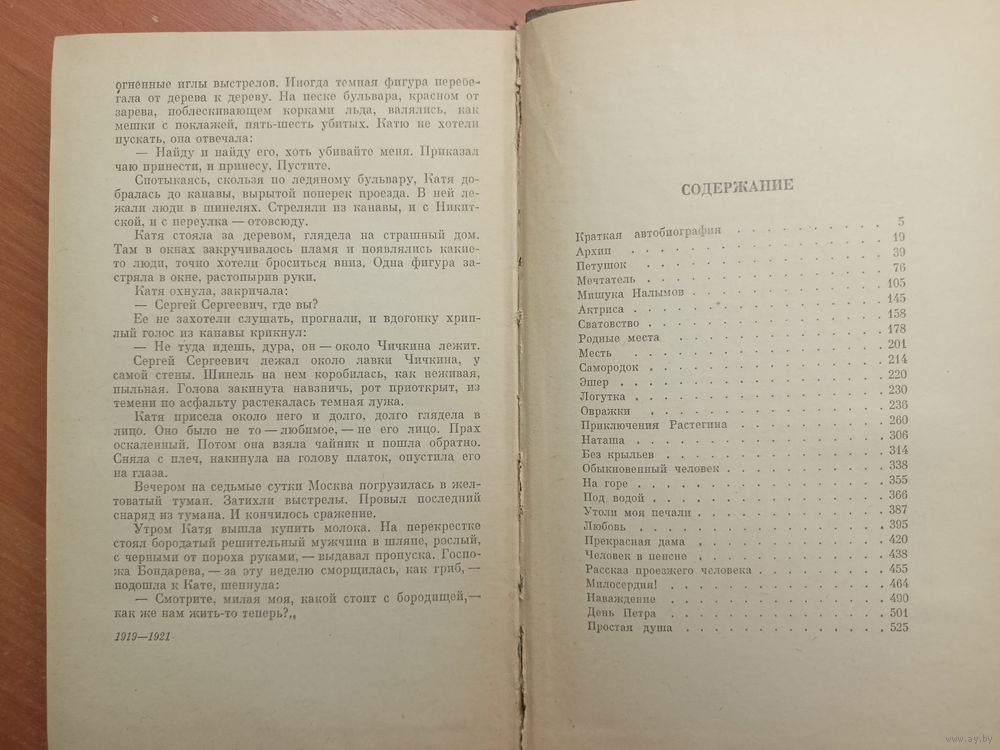 огненные иглы выстрелов. Иногда темная фигура перебе-
гала от дерева к дереву. На песке бульвара, красном от
зарева, поблескивающем корками льда, валялись, как
мешки с поклажей, пять-шесть убитых. Катю не хотели
пускать, она отвечала:
— Найду и найду его, хоть убивайте меня. Приказал
чаю принести, и принесу. Пустите.
Спотыкаясь, скользя по ледяному бульвару, Катя до-
бралась до канавы, вырытой поперек проезда. В ней ле-
жали люди в шинелях. Стреляли из канавы, и с Никит-
ской, и с переулка — отовсюду.
Катя стояла за деревом, глядела на страшный дом.
Там в окнах закручивалось пламя и появлялись какие-
то люди, точно хотели броситься вниз. Одна фигура за-
стряла в окне, растопырив руки.
Катя охнула, закричала:
— Сергей Сергеевич, где вы?
Ее не захотели слушать, прогнали, и вдогонку хрип-
лый голос из канавы крикнул:
— Не туда идешь, дура, он — около Чичкина лежит.
Сергей Сергеевич лежал около лавки Чичкина, у
самой стены. Шинель на нем коробилась, как неживая,
пыльная. Голова закинута навзничь, рот приоткрыт, из
темени по асфальту растекалась темная лужа.
Катя присела около него и долго, долго глядела в
лицо. Оно было не то — любимое, — не его лицо. Прах
оскаленный. Потом она взяла чайник и пошла обратно.
Сняла с плеч, накинула на голову платок, опустила его
на глаза.
Вечером на седьмые сутки Москва погрузилась в жел-
товатый туман. Затихли выстрелы. Провыл последний
снаряд из тумана. И кончилось сражение.
Утром Катя вышла купить молока. На перекрестке
стоял бородатый решительный мужчина в шляпе, рослый,
с черными от пороха руками, — выдавал пропуска. Госпо-
жа Бондарева, — за эту неделю сморщилась, как гриб, —
подошла к Кате, шепнула:
— Смотрите, милая моя, какой стоит с бородищей, —
как же нам жить-то теперь?..
1919—1921
СОДЕРЖАНИЕ
Краткая автобиография 5
Архип 19
Петушок 39
Мечтатель 76
Мишука Налымов 105
Актриса 145
Сватовство 158
Родные места 178
Месть 201
Самородок 214
Эшер 220
Логутка 230
Овражки 236
Приключения Растегина 260
Наташа 306
Без крыльев 314
Обыкновенный человек 338
На горе 355
Под водой 366
Утоли моя печали 387
Любовь 395
Прекрасная дама 420
Человек в пенсне 438
Рассказ проезжего человека 455
Милосердия! 464
Наваждение 490
День Петра 501
Простая душа 525
www.ay.by